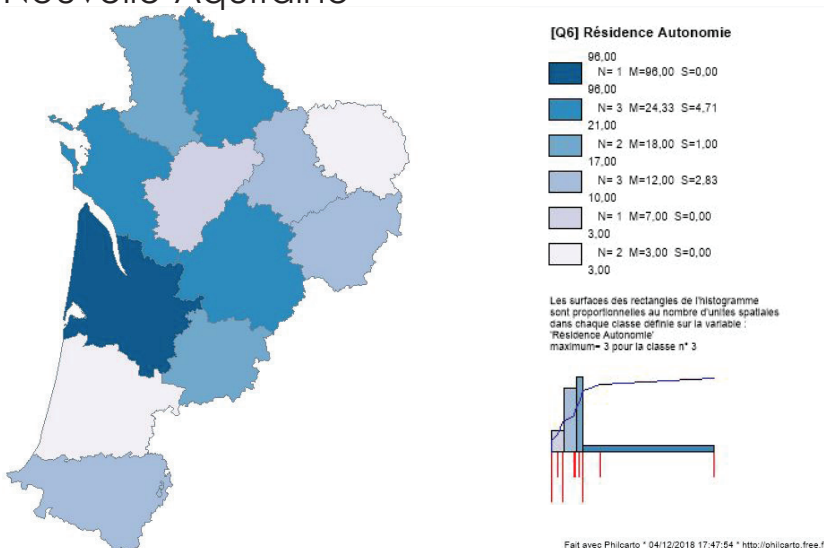 Nouvelle-Aquitaine
[Q6] Résidence Autonomie
96,00
N= 1 M=96,00 S=0,00
96,00
N= 3 M=24,33 S=4,71
21,00
N= 2 M=18,00 S=1,00
17,00
N= 3 M=12,00 S=2,83
10,00
N= 1 M=7,00 S=0,00
3,00
N= 2 M=3,00 S=0,00
3,00
Les surfaces des rectangles de l'histogramme
sont proportionnelles au nombre d'unites spatiales
dans chaque classe définie sur la variable :
'Résidence Autonomie'
maximum= 3 pour la classe n° 3
Fait avec Philcarto * 04/12/2018 17:47:54 * http://philcarto.free.f